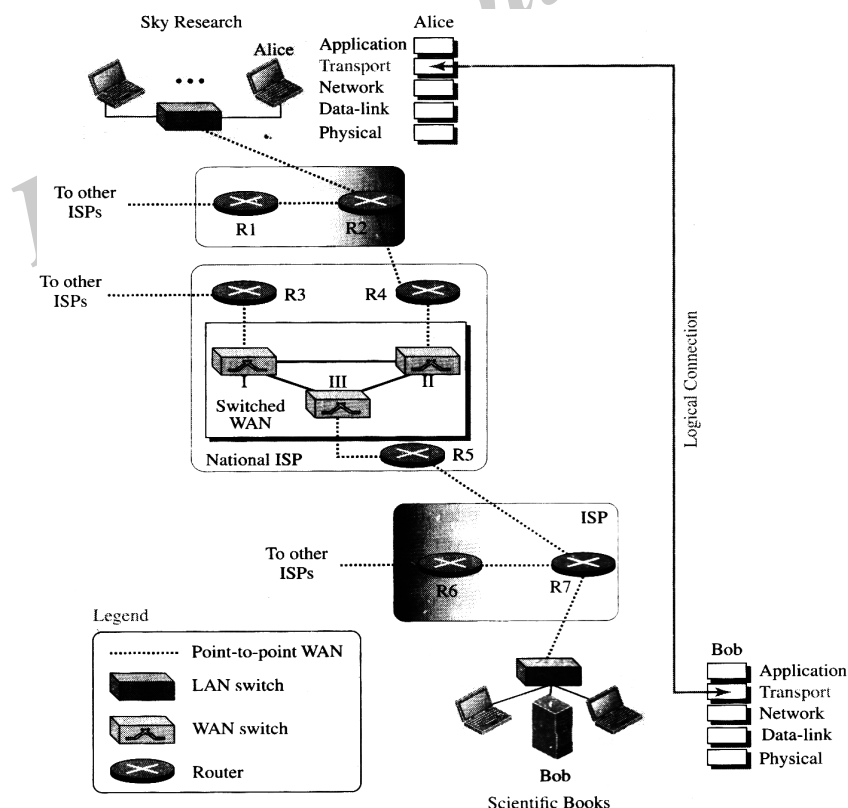 Sky Research
Alice
Alice
Application
Transport
Network
Data-link
Physical
To other
ISPs
R1
R2
To other
ISPs
R3
R4
I
III
II
Switched
WAN
National ISP
R5
Logical Connection
ISP
To other
ISPs
R6
R7
Legend
Point-to-point WAN
LAN switch
WAN switch
Router
Bob
Scientific Books
Bob
Application
Transport
Network
Data-link
Physical